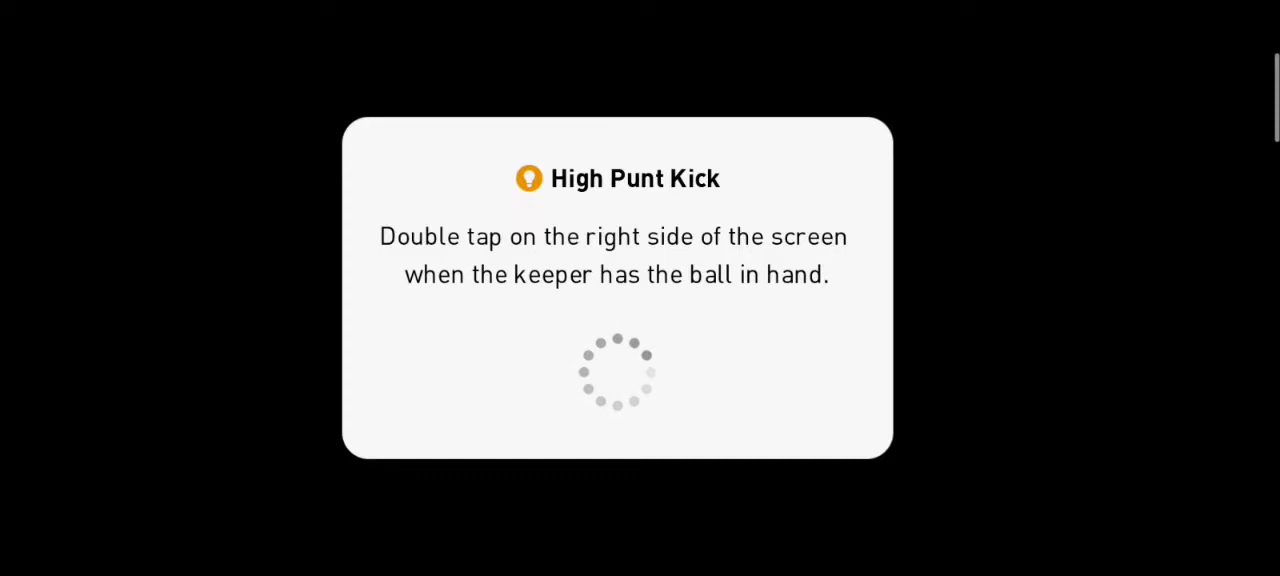 High Punt Kick
Double tap on the right side of the screen
when the keeper has the ball in hand.